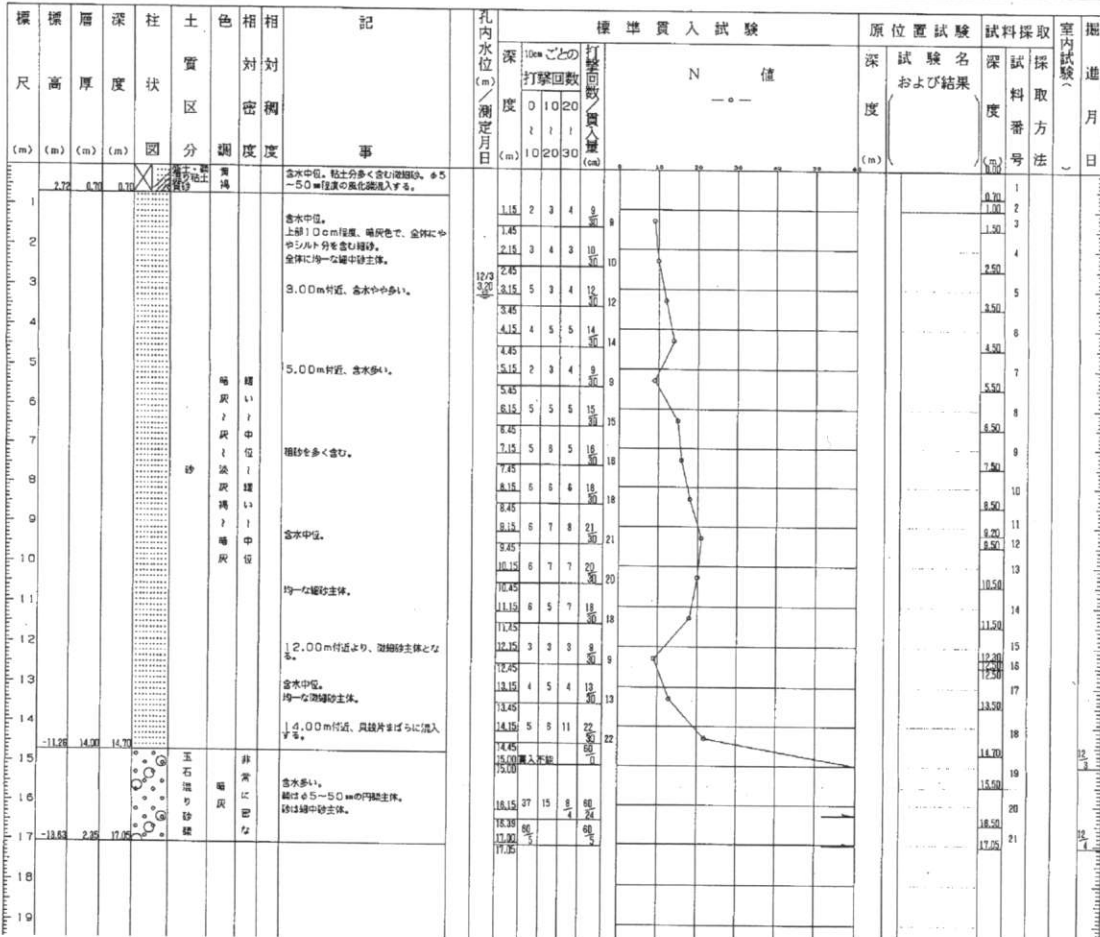 標尺 (m)
標高 (m)
層厚 (m)
深度 (m)
柱状図
土質区分
色調
相対密度
相対稠度
記事
孔内水位(m)/測定月日
標準貫入試験
深度 (m)
10cmごとの打撃回数
0 10 20
~ ~ ~
10 20 30
打撃回数/貫入量 (cm)
N 値
原位置試験
深度 (m)
試験名および結果
試料採取
深度 (m)
試料番号
採取方法
室内試験()
掘進月日
2.72 0.70 0.70
黄褐
含水中位。粘土分多く含む微細砂。φ5
~50㎜程度の風化礫混入する。
含水中位。
上部10cm程度、暗灰色で、全体にや
やシルト分を含む細砂。
全体に均一な細中砂主体。
3.00m付近、含水やや多い。
5.00m付近、含水多い。
粗砂を多く含む。
含水中位。
均一な細砂主体。
12.00m付近より、微細砂主体とな
る。
含水中位。
均一な微細砂主体。
14.00m付近、貝殻片まばらに混入
する。
砂
暗灰~灰~淡灰褐~暗灰
緩い~中位~緩い~中位
-11.26 14.00 14.70
玉石混り砂礫
暗灰
非常に密な
含水多い。
礫はφ5~50㎜の円礫主体。
砂は細中砂主体。
-13.63 2.35 17.05
12/3
3.20
1
2
3
4
5
6
7
8
9
10
11
12
13
14
15
16
17
18
19
1.15 2 3 4 9/30 9
1.45
2.15 3 4 3 10/30 10
2.45
3.15 5 3 4 12/30 12
3.45
4.15 4 5 5 14/30 14
4.45
5.15 2 3 4 9/30 9
5.45
6.15 5 5 5 15/30 15
6.45
7.15 5 6 5 16/30 16
7.45
8.15 6 6 6 18/30 18
8.45
9.15 6 7 8 21/30 21
9.45
10.15 6 7 7 20/30 20
10.45
11.15 6 5 7 18/30 18
11.45
12.15 3 3 3 9/30 9
12.45
13.15 4 5 4 13/30 13
13.45
14.15 5 6 11 22/30 22
14.45
15.00 貫入不能 60/0
15.00
16.15 37 15 8/4 60/24
16.39
17.00 60/5 60/5
17.05
0.00
1
0.70
2
1.00
3
1.50
4
2.50
5
3.50
6
4.50
7
5.50
8
6.50
9
7.50
10
8.50
11
9.20
12
9.50
13
10.50
14
11.50
15
12.30
16
12.50
17
13.50
18
14.70
19
15.50
20
16.50
21
17.05
12/3
12/4